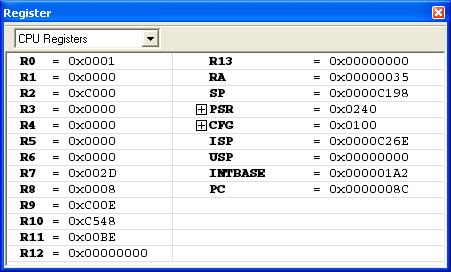 Register
CPU Registers
R0 = 0x0001
R1 = 0x0000
R2 = 0xC000
R3 = 0x0000
R4 = 0x0000
R5 = 0x0000
R6 = 0x0000
R7 = 0x002D
R8 = 0x0008
R9 = 0xC00E
R10 = 0xC548
R11 = 0x00BE
R12 = 0x00000000
R13 = 0x00000000
RA = 0x00000035
SP = 0x0000C198
PSR = 0x0240
CFG = 0x0100
ISP = 0x0000C26E
USP = 0x00000000
INTBASE = 0x000001A2
PC = 0x0000008C